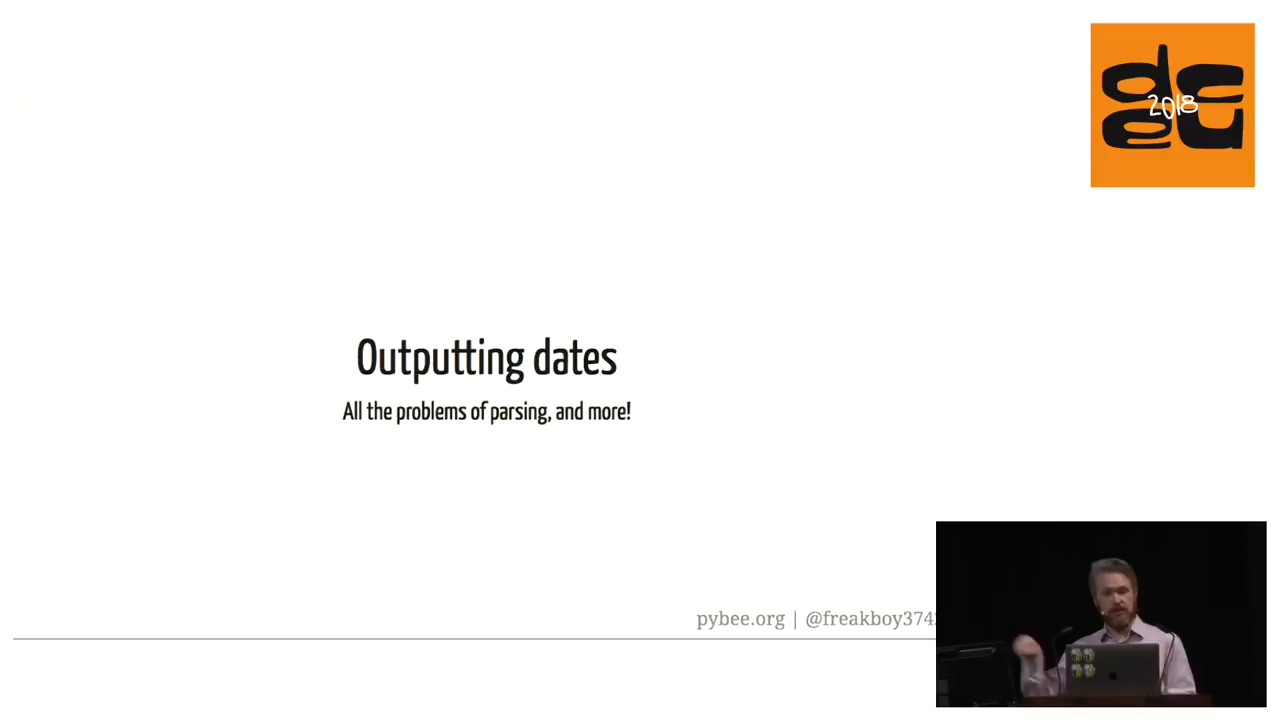 2018
Outputting dates
All the problems of parsing, and more!
pybee.org | @freakboy374